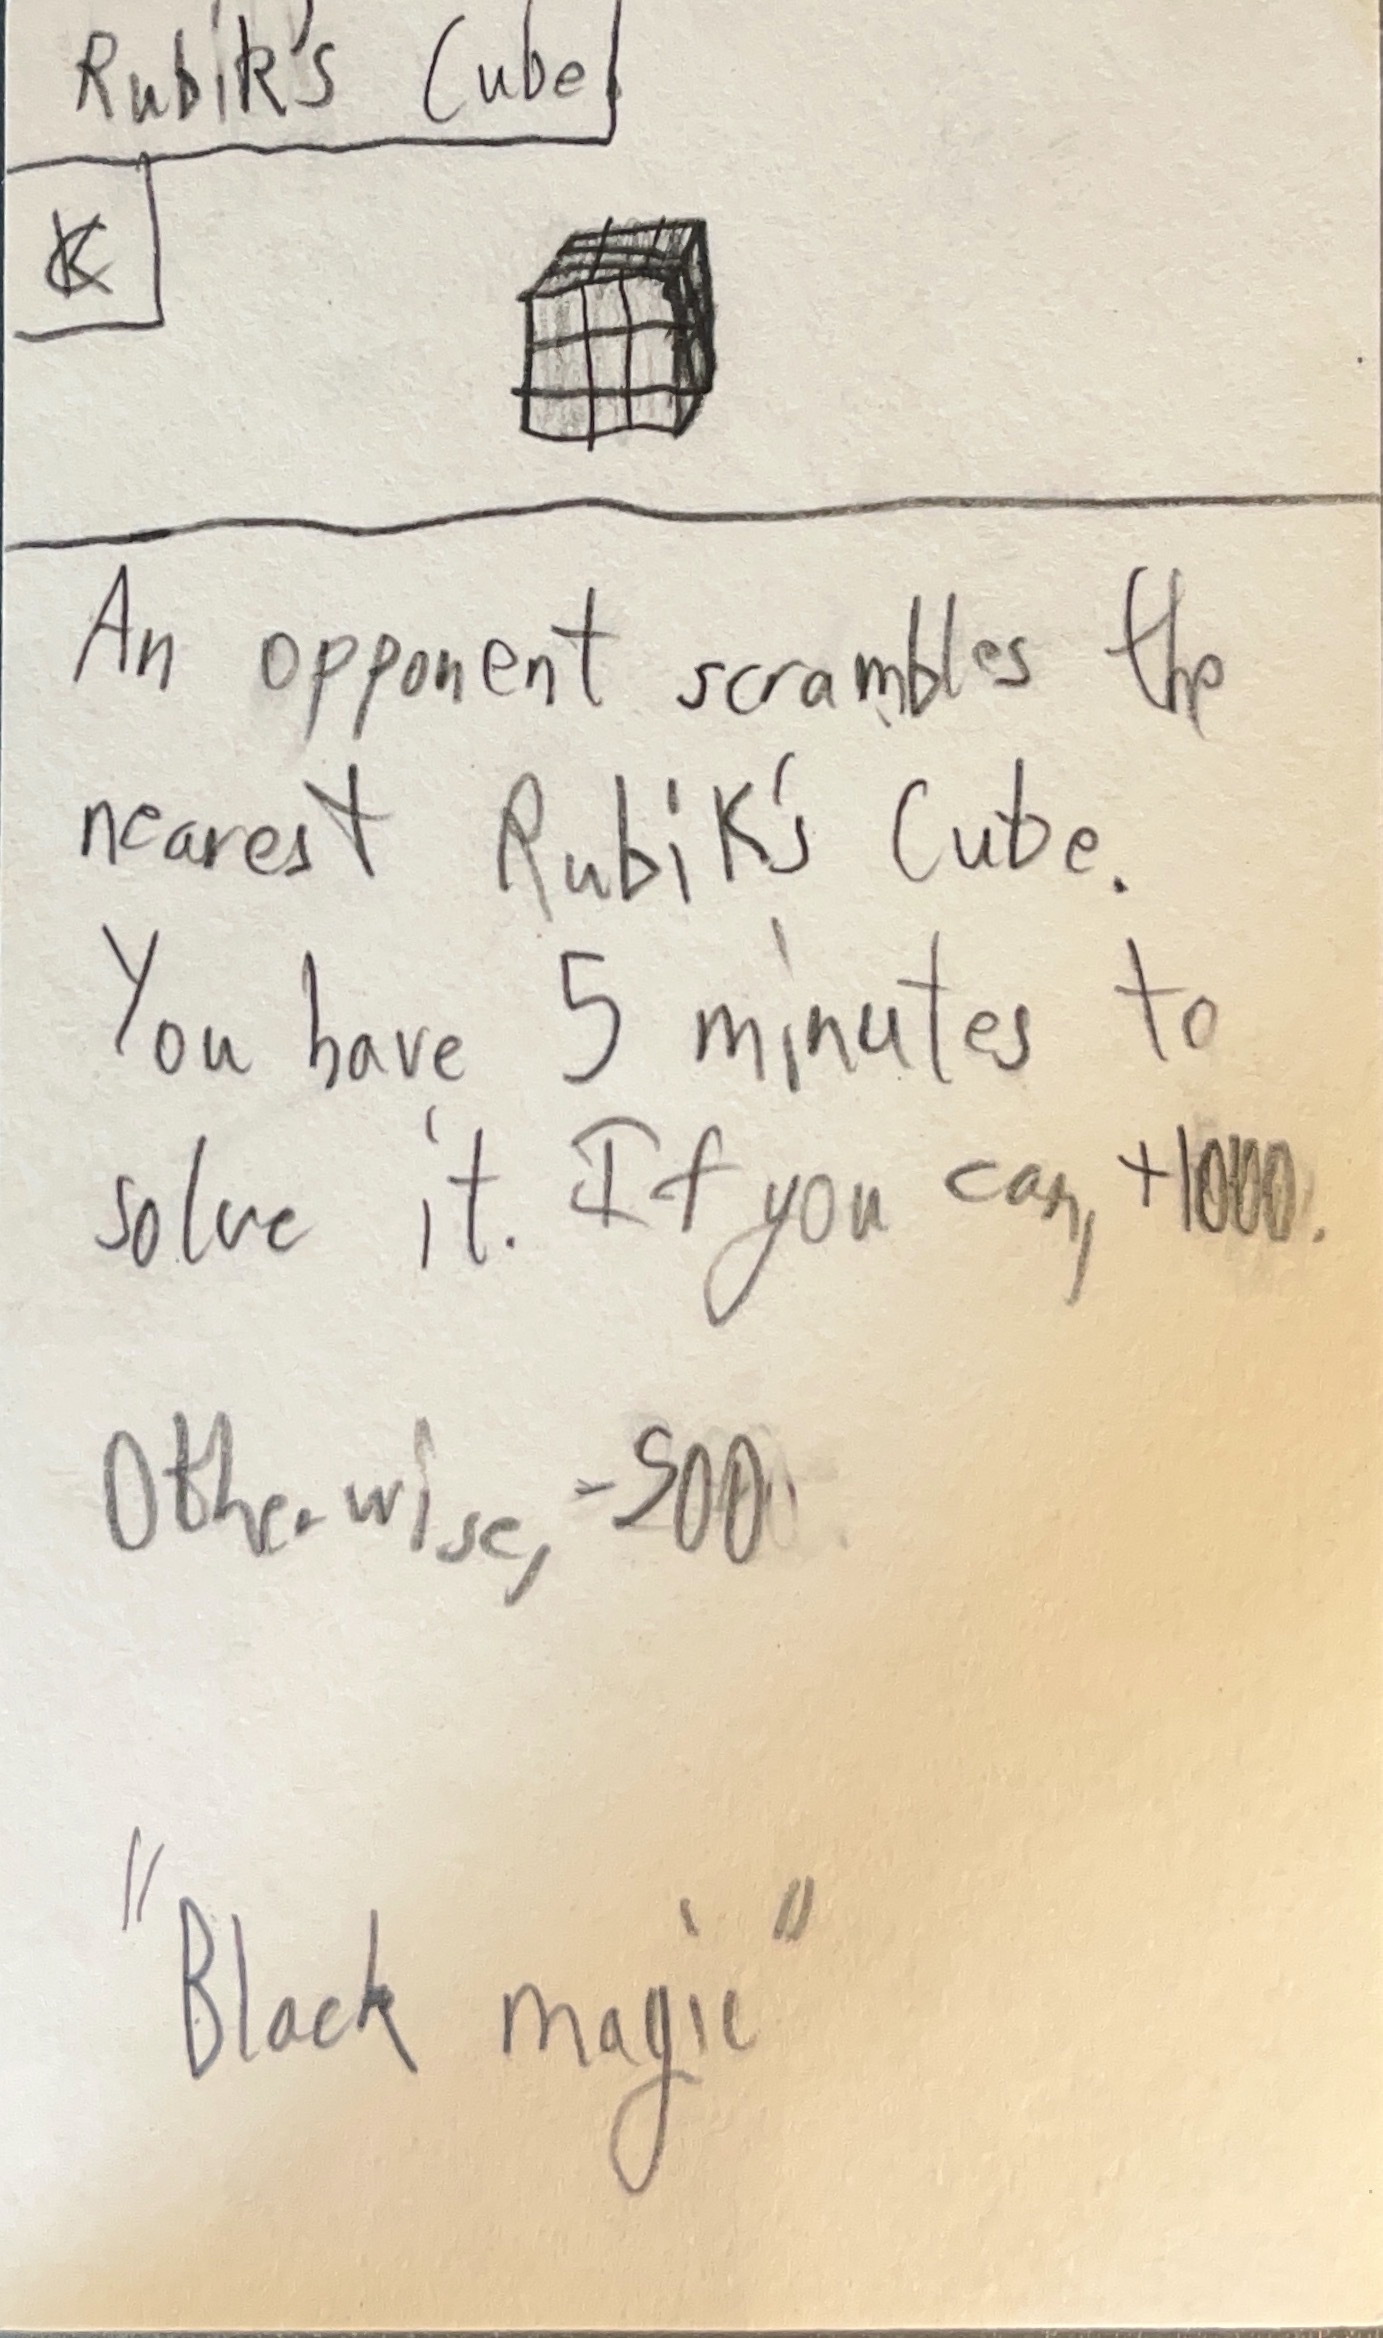 Rubik's Cube
An opponent scrambles the
nearest Rubik's Cube.
You have 5 minutes to
solve it. If you can, +1000.
Otherwise, -500
"Black magic"